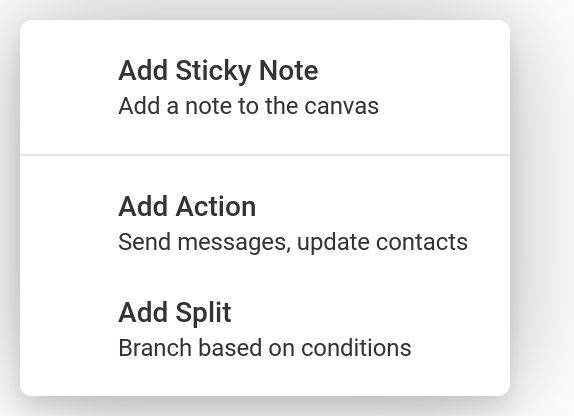 Add Sticky Note
Add a note to the canvas
Add Action
Send messages, update contacts
Add Split
Branch based on conditions